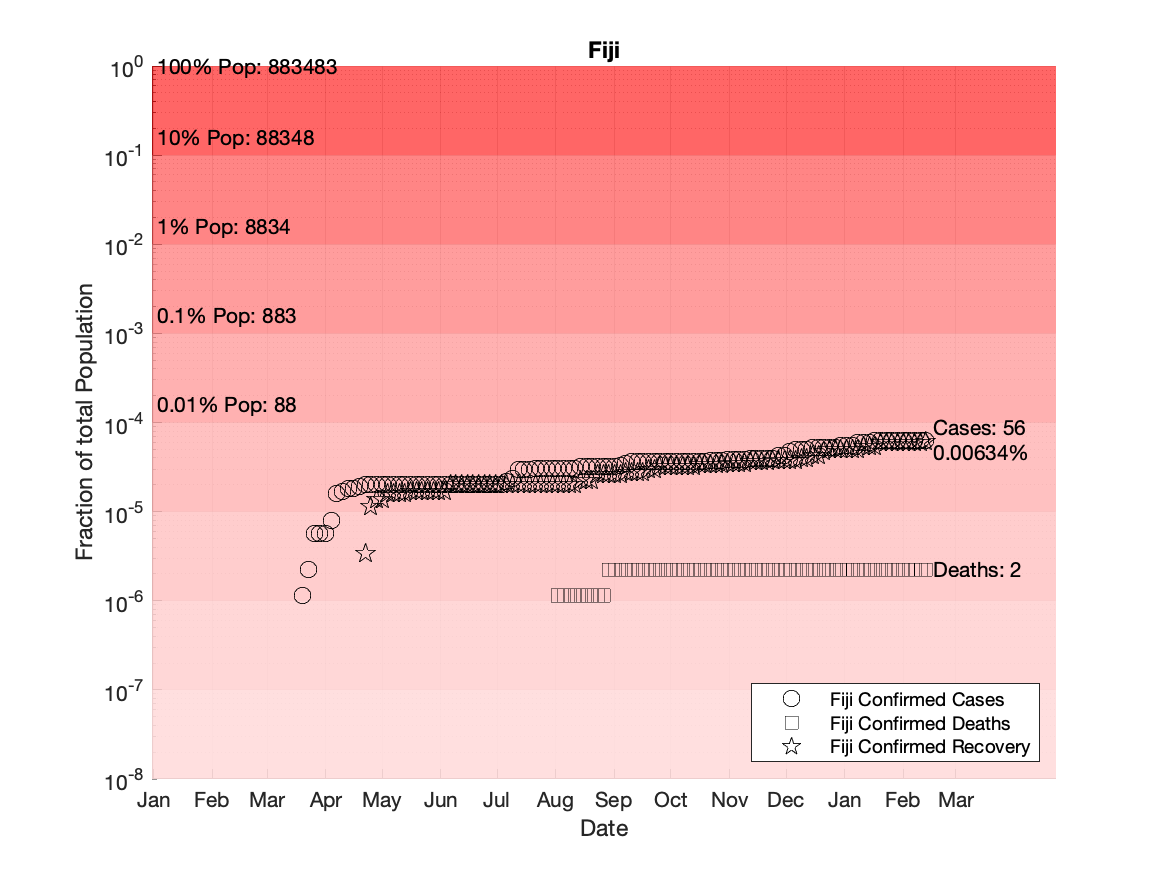 Fiji
10^0
100% Pop: 883483
10% Pop: 88348
10^-1
1% Pop: 8834
10^-2
0.1% Pop: 883
10^-3
0.01% Pop: 88
10^-4
Cases: 56
0.00634%
10^-5
Deaths: 2
10^-6
10^-7
10^-8
Fraction of total Population
Fiji Confirmed Cases
Fiji Confirmed Deaths
Fiji Confirmed Recovery
Jan Feb Mar Apr May Jun Jul Aug Sep Oct Nov Dec Jan Feb Mar
Date